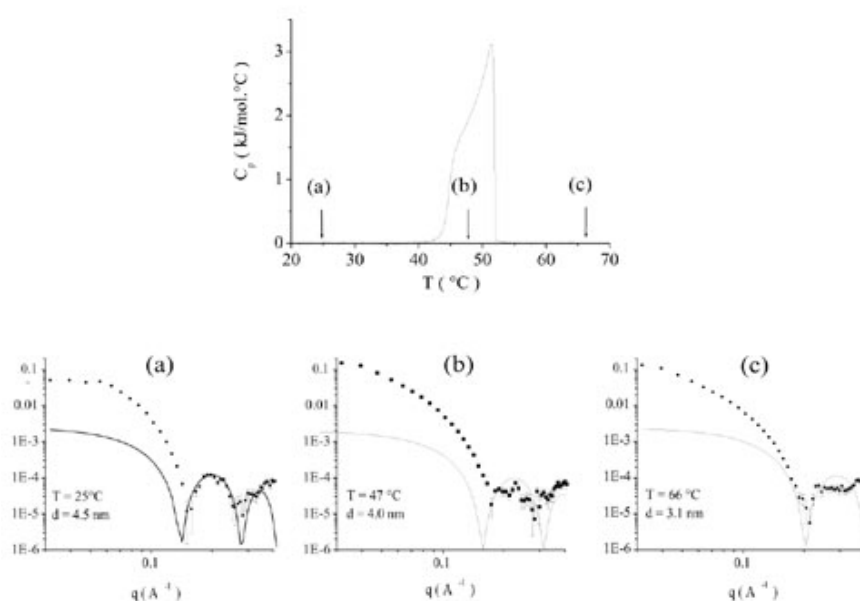 3
2
1
0
C_p ( kJ/mol.°C )
(a) (b) (c)
20 30 40 50 60 70
T ( °C )
(a)
0.1
0.01
1E-3
1E-4
1E-5
1E-6
T = 25°C
d = 4.5 nm
0.1
q (A⁻¹)
(b)
0.1
0.01
1E-3
1E-4
1E-5
1E-6
T = 47 °C
d = 4.0 nm
0.1
q (A⁻¹)
(c)
0.1
0.01
1E-3
1E-4
1E-5
1E-6
T = 66 °C
d = 3.1 nm
0.1
q (A⁻¹)